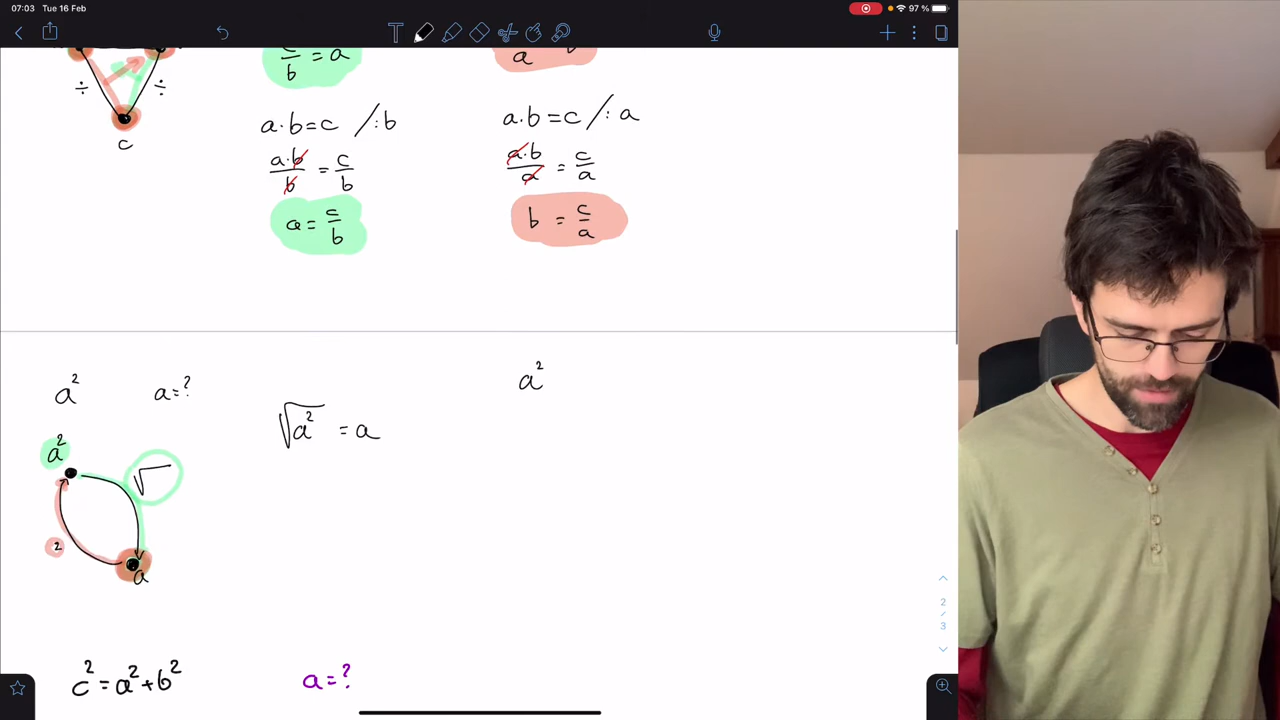 07:03 Tue 16 Feb
97 %
T
c/b = a
a
÷ ÷
c
a·b=c /:b
a·b/b = c/b
a = c/b
a·b=c /: a
a·b/a = c/a
b = c/a
a² a=?
√a² = a
a²
a²
√
2
a
2
/
3
c² = a² + b² a = ?